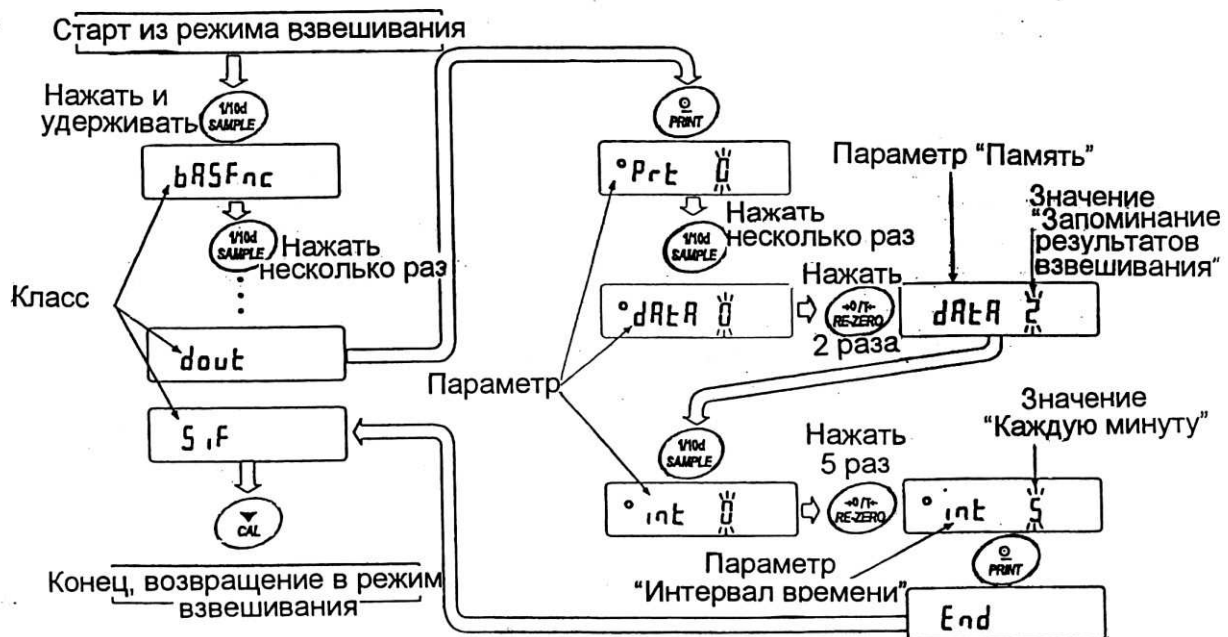 Старт из режима взвешивания
Нажать и
удерживать
1/10d
SAMPLE
bASFnc
1/10d
SAMPLE
Нажать
несколько раз
Класс
dout
S iF
CAL
Конец, возвращение в режим
взвешивания
PRINT
°Prt 0
1/10d
SAMPLE
Нажать
несколько раз
Параметр
°dAtA 0
Нажать
→0/T←
RE-ZERO
2 раза
Параметр “Память”
Значение
“Запоминание
результатов
взвешивания”
dAtA 2
1/10d
SAMPLE
°int 0
Нажать
5 раз
→0/T←
RE-ZERO
Значение
“Каждую минуту”
°int 5
Параметр
“Интервал времени”
PRINT
End